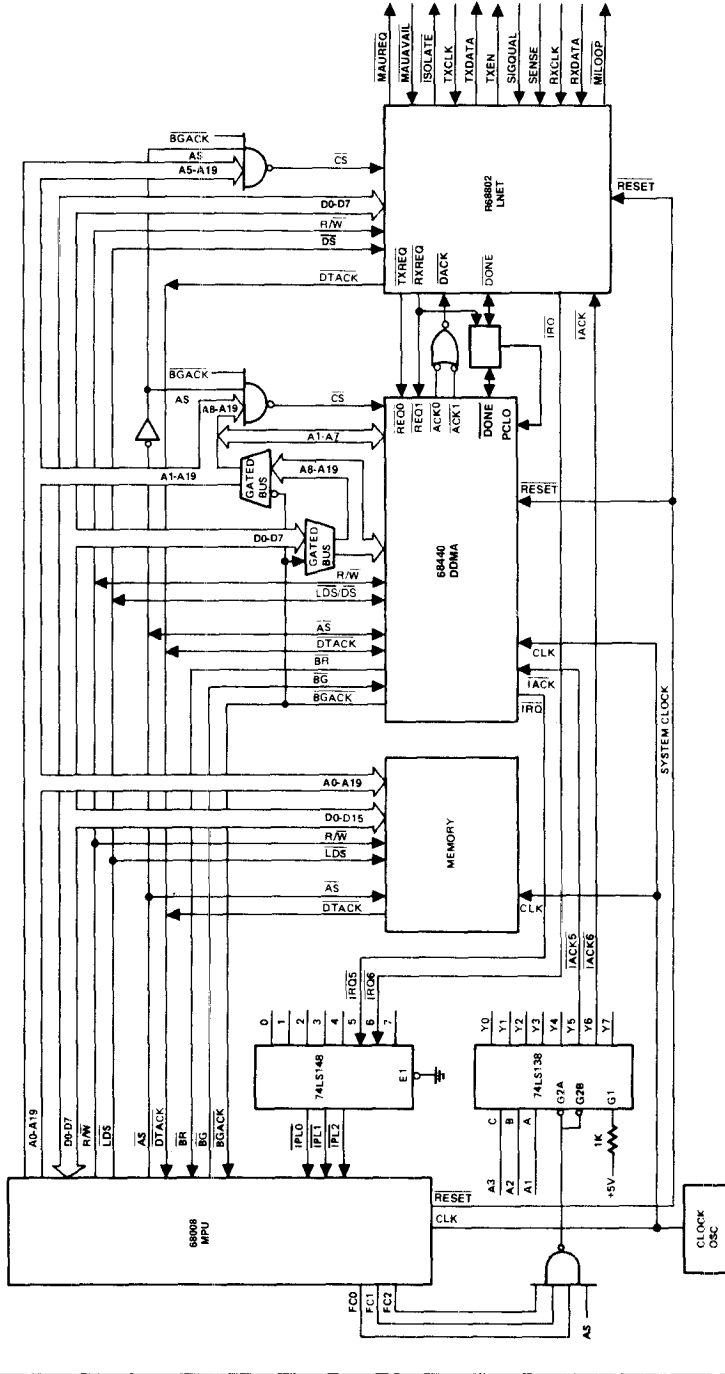 MAUREQ
MAUAVAIL
ISOLATE
TXCLK
TXDATA
TXEN
SIGQUAL
SENSE
RXCLK
RXDATA
MILOOP
BGACK
AS
A5-A19
CS
D0-D7
R/W
DS
DTACK
R68802
LNET
RESET
TXREQ
RXREQ
DACK
DONE
IRQ
IACK
BGACK
AS
A8-A19
CS
A1-A7
A1-A19
GATED
BUS
A8-A19
D0-D7
GATED
BUS
R/W
LDS/DS
AS
DTACK
BR
BG
BGACK
REQ0
REQ1
ACK0
ACK1
DONE
PCLO
68440
DDMA
RESET
CLK
IACK
IRQ
A0-A19
D0-D15
R/W
LDS
AS
DTACK
MEMORY
CLK
SYSTEM CLOCK
IRQ5
IRQ6
IACK5
IACK6
0
1
2
3
4
5
6
7
74LS148
E1
IPL0
IPL1
IPL2
Y0
Y1
Y2
Y3
Y4
Y5
Y6
Y7
74LS138
C
B
A
G2A
G2B
G1
A3
A2
A1
1K
+5V
A0-A19
D0-D7
R/W
LDS
AS
DTACK
BR
BG
BGACK
68008
MPU
RESET
CLK
FC0
FC1
FC2
AS
CLOCK
OSC